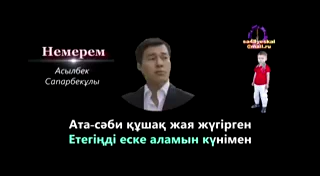 Немерем
Асылбек
Сапарбекұлы
Ата-сәби құшақ жая жүгірген
Етегіңді еске аламын күнімен